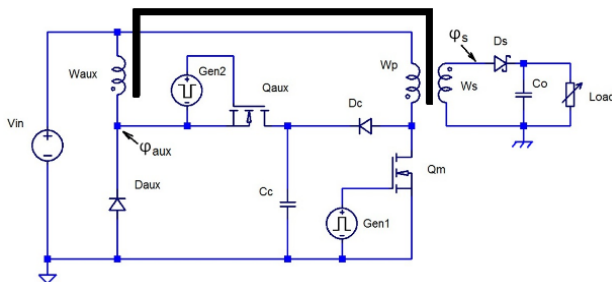 φs
Ds
Waux
Gen2
Qaux
Wp
Ws
Co
Load
Vin
φaux
Dc
Qm
Daux
Cc
Gen1